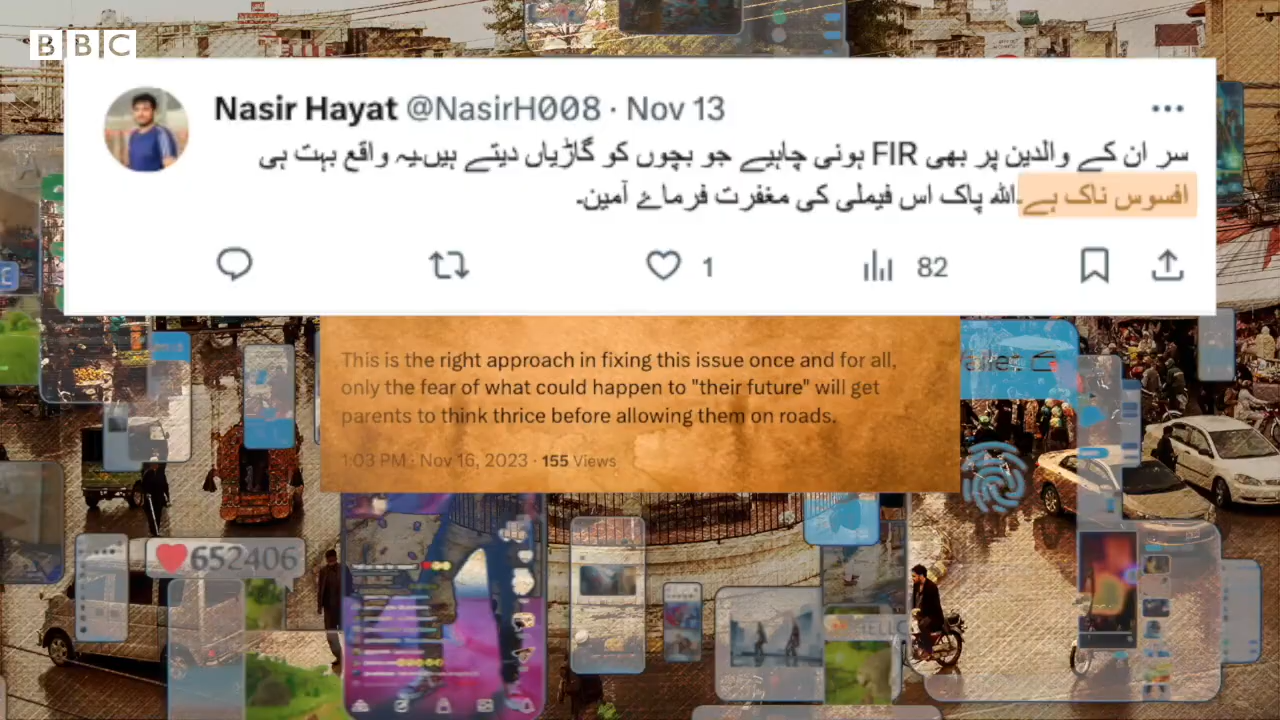 BBC
Nasir Hayat @NasirH008 · Nov 13
سر ان کے والدین پر بھی FIR ہونی چاہیے جو بچوں کو گاڑیاں دیتے ہیں۔یہ واقع بہت ہی
افسوس ناک ہے۔الله پاک اس فیملی کی مغفرت فرماۓ آمین۔
1
82
This is the right approach in fixing this issue once and for all,
only the fear of what could happen to "their future" will get
parents to think thrice before allowing them on roads.
1:03 PM · Nov 16, 2023 · 155 Views
652406
HELLO